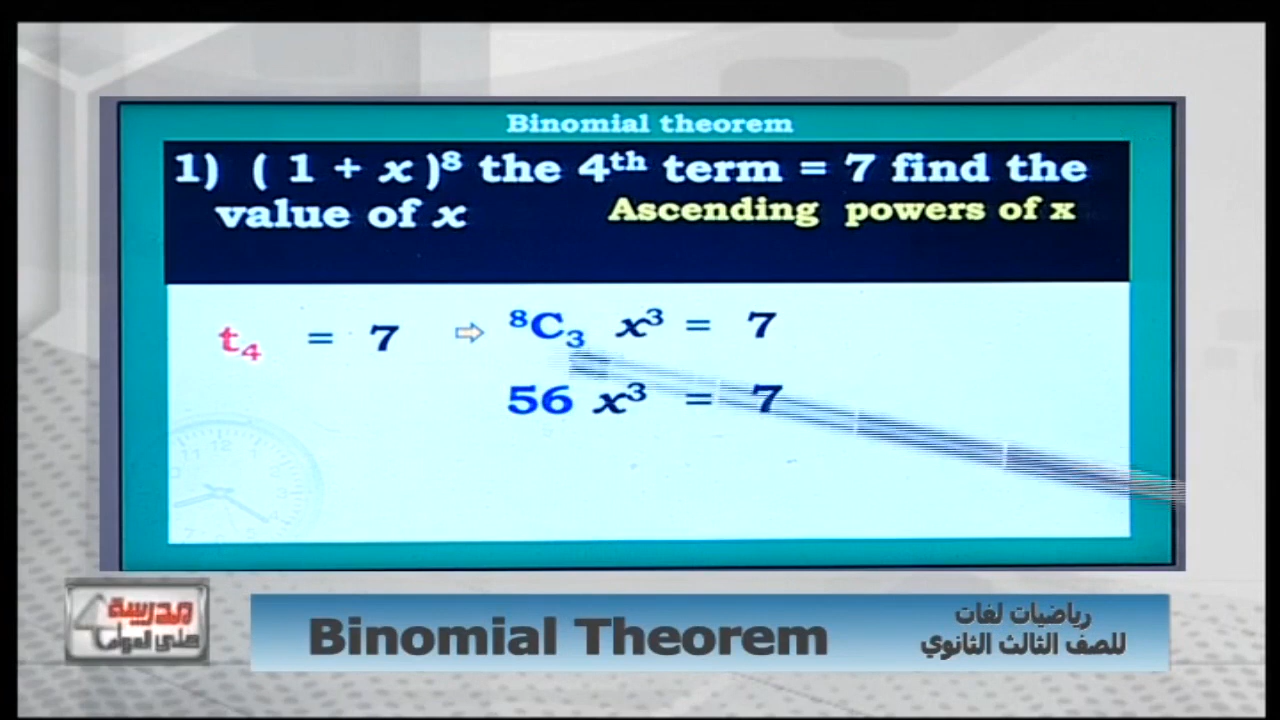 Binomial theorem
1) ( 1 + x )⁸ the 4ᵗʰ term = 7 find the
value of x Ascending powers of x
t₄ = 7 ⇨ ⁸C₃ x³ = 7
56 x³ = 7
مدرسة
على الهواء
Binomial Theorem
رياضيات لغات
للصف الثالث الثانوي